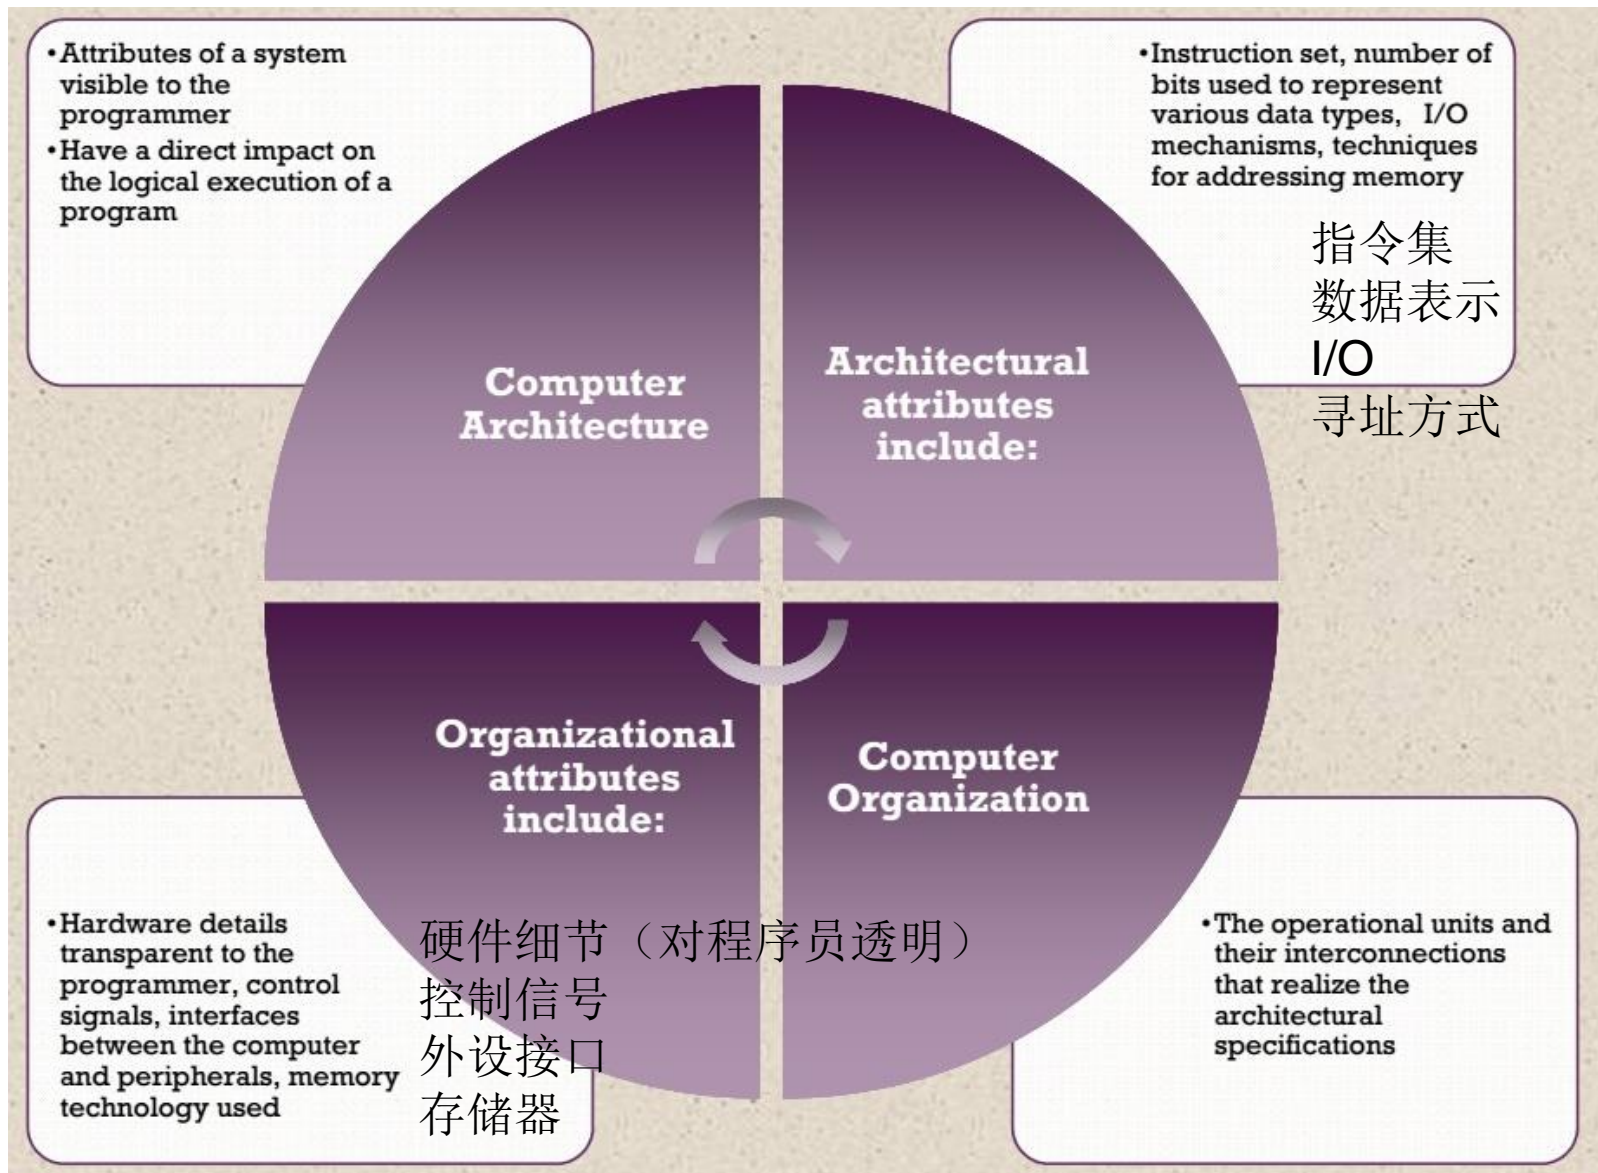 •Attributes of a system
visible to the
programmer
•Have a direct impact on
the logical execution of a
program
Computer
Architecture
•Instruction set, number of
bits used to represent
various data types, I/O
mechanisms, techniques
for addressing memory
指令集
数据表示
I/O
寻址方式
Architectural
attributes
include:
Organizational
attributes
include:
•Hardware details
transparent to the
programmer, control
signals, interfaces
between the computer
and peripherals, memory
technology used
硬件细节（对程序员透明）
控制信号
外设接口
存储器
Computer
Organization
•The operational units and
their interconnections
that realize the
architectural
specifications